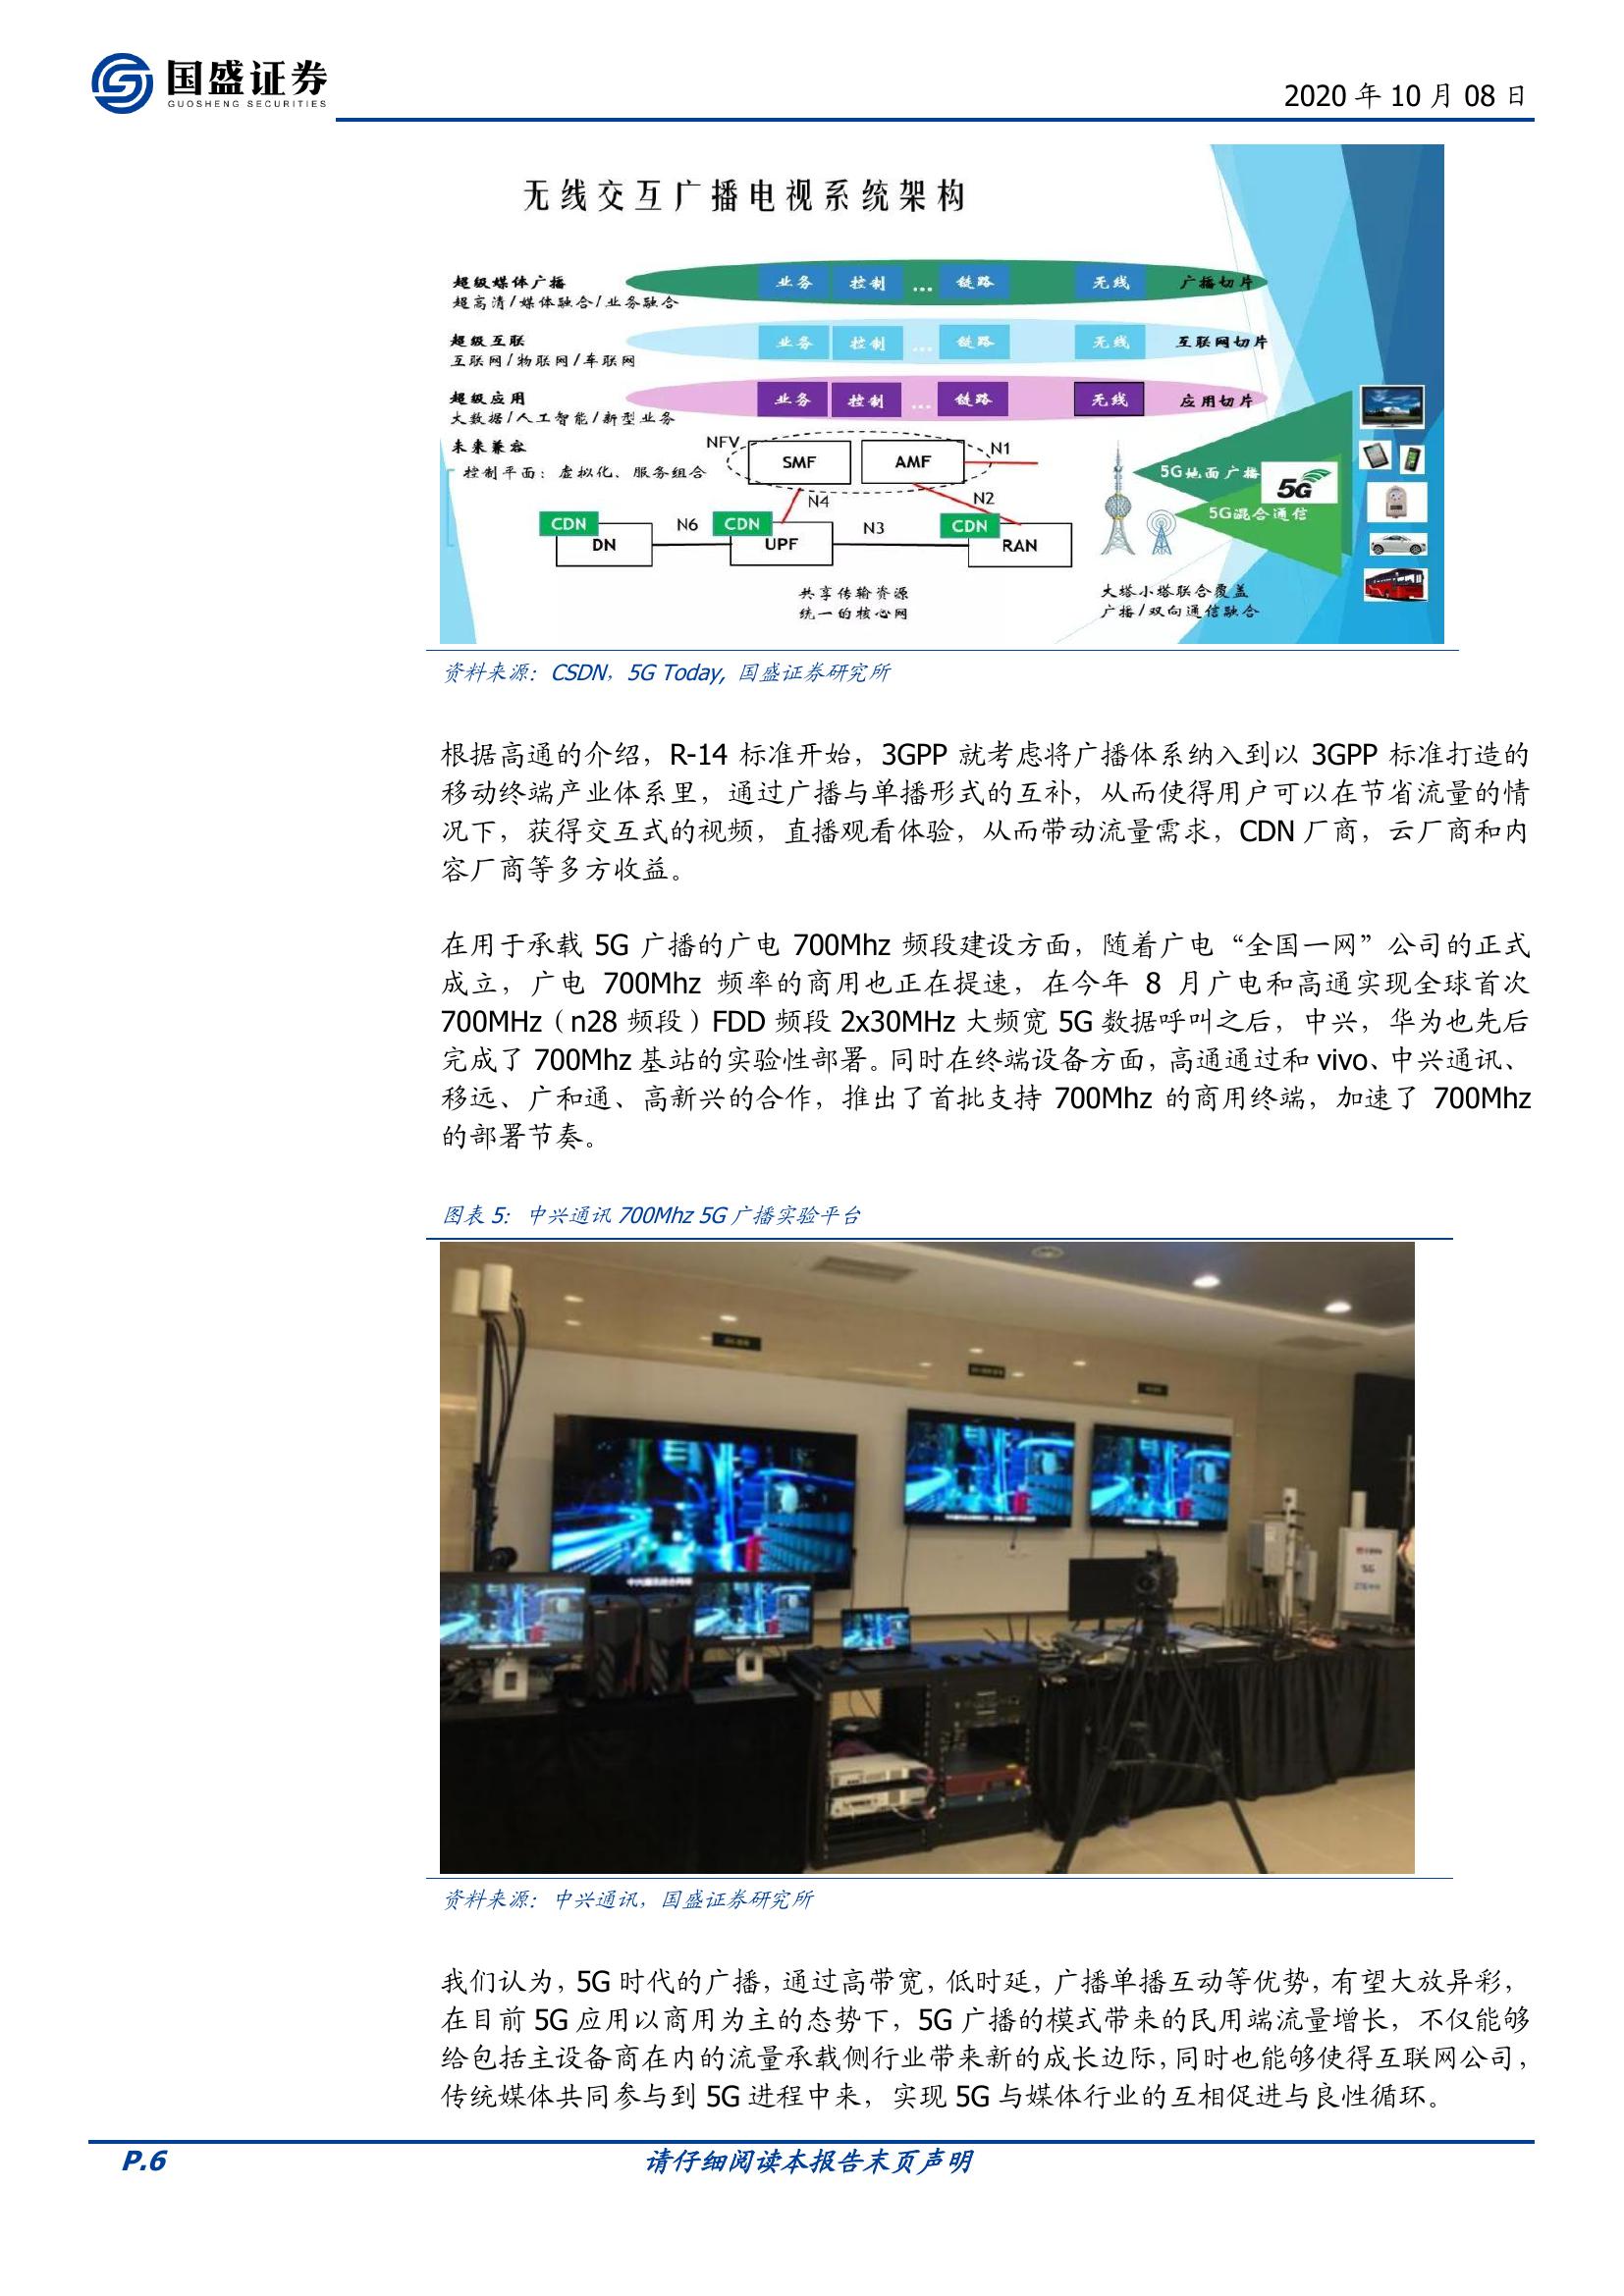 国盛证券
GUOSHENG SECURITIES
2020 年 10 月 08 日
无线交互广播电视系统架构
超级媒体广播
超高清/媒体融合/业务融合
业务 控制 ... 链路 无线 广播切片
超级互联
互联网/物联网/车联网
业务 控制 ... 链路 无线 互联网切片
超级应用
大数据/人工智能/新型业务
业务 控制 ... 链路 无线 应用切片
未来兼容
控制平面：虚拟化、服务组合
NFV
SMF
AMF
N1
N4
N2
CDN
DN
N6
CDN
UPF
N3
CDN
RAN
5G地面广播
5G
5G混合通信
共享传输资源
统一的核心网
大塔小塔联合覆盖
广播/双向通信融合
资料来源：CSDN，5G Today, 国盛证券研究所
根据高通的介绍，R-14 标准开始，3GPP 就考虑将广播体系纳入到以 3GPP 标准打造的
移动终端产业体系里，通过广播与单播形式的互补，从而使得用户可以在节省流量的情
况下，获得交互式的视频，直播观看体验，从而带动流量需求，CDN 厂商，云厂商和内
容厂商等多方收益。
在用于承载 5G 广播的广电 700Mhz 频段建设方面，随着广电“全国一网”公司的正式
成立，广电 700Mhz 频率的商用也正在提速，在今年 8 月广电和高通实现全球首次
700MHz（n28 频段）FDD 频段 2x30MHz 大频宽 5G 数据呼叫之后，中兴，华为也先后
完成了 700Mhz 基站的实验性部署。同时在终端设备方面，高通通过和 vivo、中兴通讯、
移远、广和通、高新兴的合作，推出了首批支持 700Mhz 的商用终端，加速了 700Mhz
的部署节奏。
图表 5：中兴通讯 700Mhz 5G 广播实验平台
5G
资料来源：中兴通讯，国盛证券研究所
我们认为，5G 时代的广播，通过高带宽，低时延，广播单播互动等优势，有望大放异彩，
在目前 5G 应用以商用为主的态势下，5G 广播的模式带来的民用端流量增长，不仅能够
给包括主设备商在内的流量承载侧行业带来新的成长边际，同时也能够使得互联网公司，
传统媒体共同参与到 5G 进程中来，实现 5G 与媒体行业的互相促进与良性循环。
P.6
请仔细阅读本报告末页声明